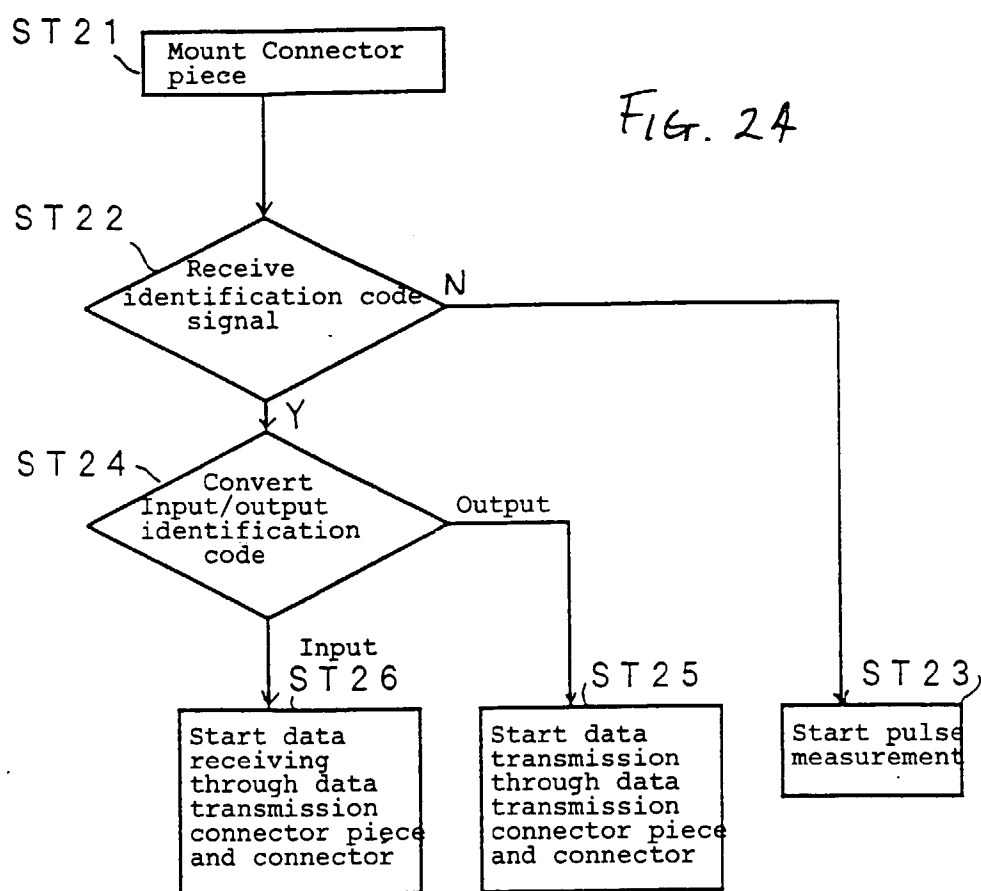 ST21
Mount Connector
piece
FIG. 24
ST22
Receive
identification code
signal
N
Y
ST24
Convert
Input/output
identification
code
Output
Input
ST26
Start data
receiving
through data
transmission
connector piece
and connector
ST25
Start data
transmission
through data
transmission
connector piece
and connector
ST23
Start pulse
measurement